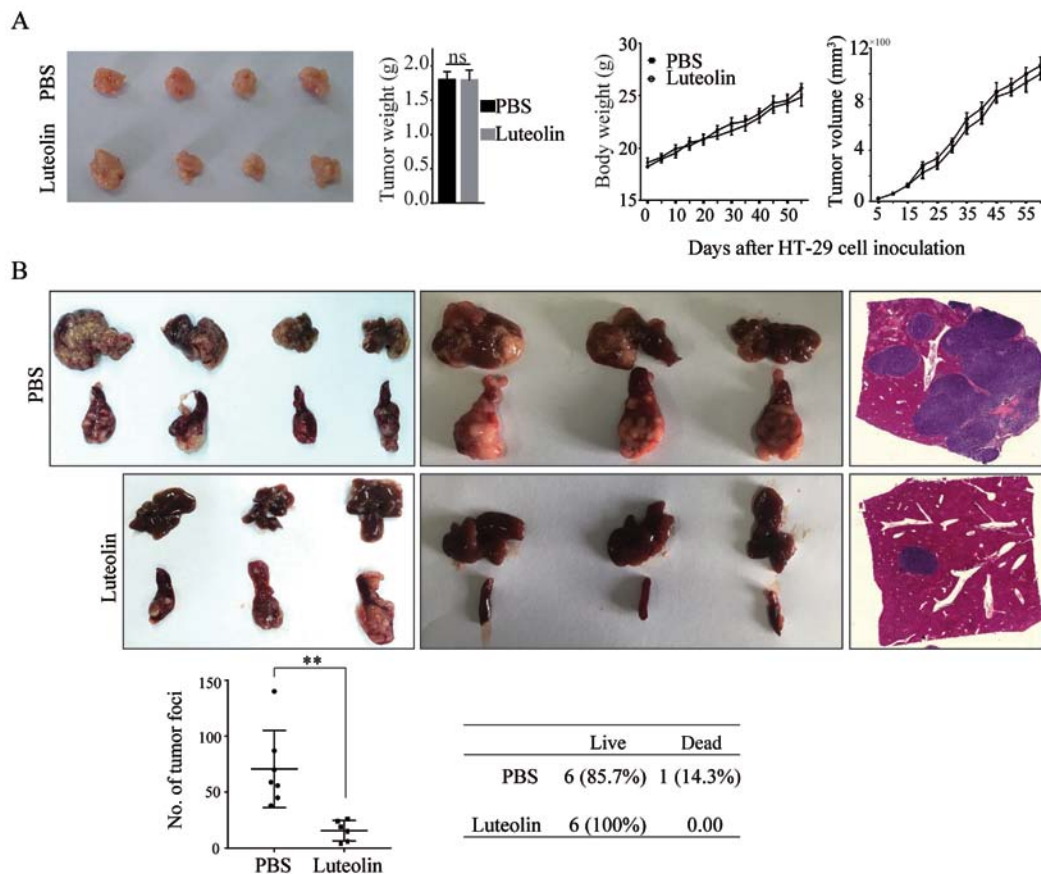 A
PBS
Luteolin
Tumor weight (g)
2.0
1.5
1.0
0.5
0.0
ns
PBS
Luteolin
Body weight (g)
30
25
20
15
PBS
Luteolin
0 10 20 30 40 50
Tumor volume (mm³)
×100
12
8
4
0
5 15 25 35 45 55
Days after HT-29 cell inoculation
B
PBS
Luteolin
No. of tumor foci
150
100
50
0
**
PBS Luteolin
Live Dead
PBS 6 (85.7%) 1 (14.3%)
Luteolin 6 (100%) 0.00